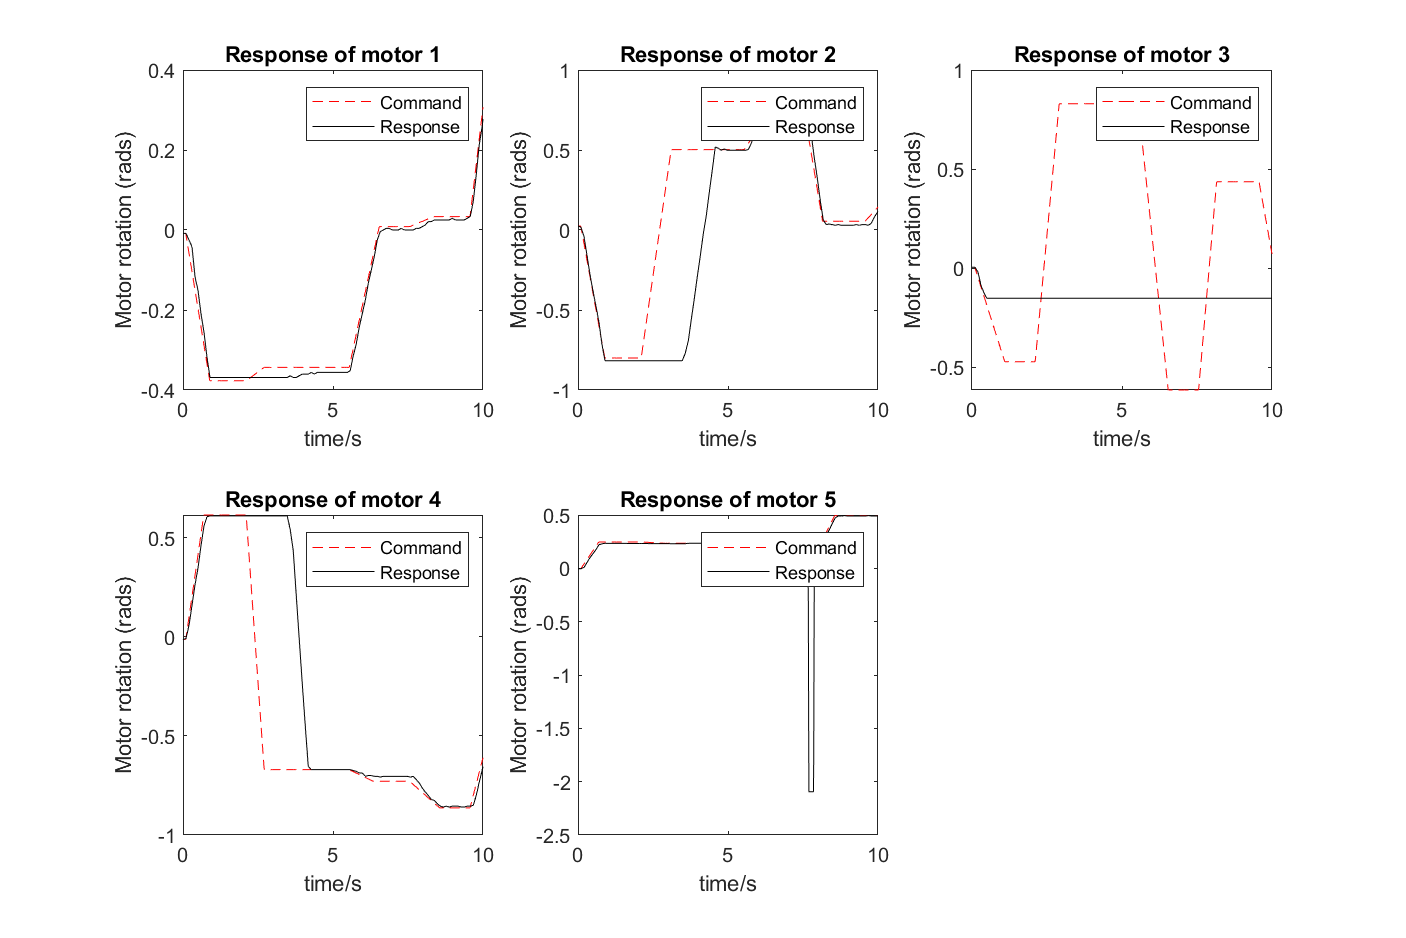 Response of motor 1
0.4
0.2
0
-0.2
-0.4
Motor rotation (rads)
Command
Response
0
5
10
time/s
Response of motor 2
1
0.5
0
-0.5
-1
Motor rotation (rads)
Command
Response
0
5
10
time/s
Response of motor 3
1
0.5
0
-0.5
Motor rotation (rads)
Command
Response
0
5
10
time/s
Response of motor 4
0.5
0
-0.5
-1
Motor rotation (rads)
Command
Response
0
5
10
time/s
Response of motor 5
0.5
0
-0.5
-1
-1.5
-2
-2.5
Motor rotation (rads)
Command
Response
0
5
10
time/s